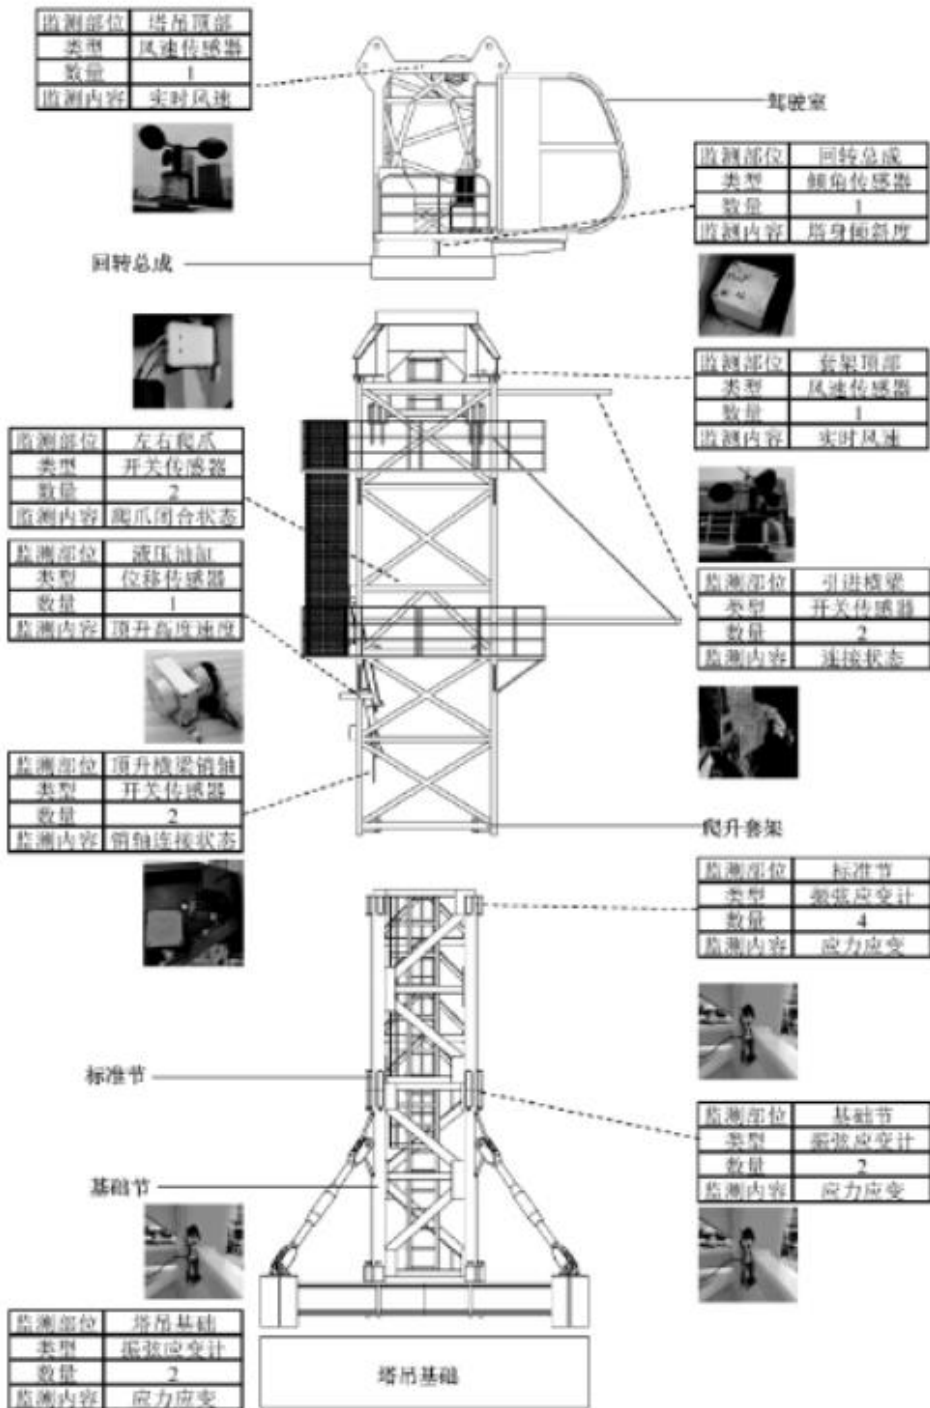 监测部位 塔吊顶部
类型 风速传感器
数量 1
监测内容 实时风速
驾驶室
监测部位 回转总成
类型 倾角传感器
数量 1
监测内容 塔身倾斜度
回转总成
监测部位 套架顶部
类型 风速传感器
数量 1
监测内容 实时风速
监测部位 左右爬爪
类型 开关传感器
数量 2
监测内容 爬爪闭合状态
监测部位 液压油缸
类型 位移传感器
数量 1
监测内容 顶升高度速度
监测部位 引进横梁
类型 开关传感器
数量 2
监测内容 连接状态
监测部位 顶升横梁销轴
类型 开关传感器
数量 2
监测内容 销轴连接状态
爬升套架
监测部位 标准节
类型 振弦应变计
数量 4
监测内容 应力应变
标准节
监测部位 基础节
类型 振弦应变计
数量 2
监测内容 应力应变
基础节
监测部位 塔吊基础
类型 振弦应变计
数量 2
监测内容 应力应变
塔吊基础